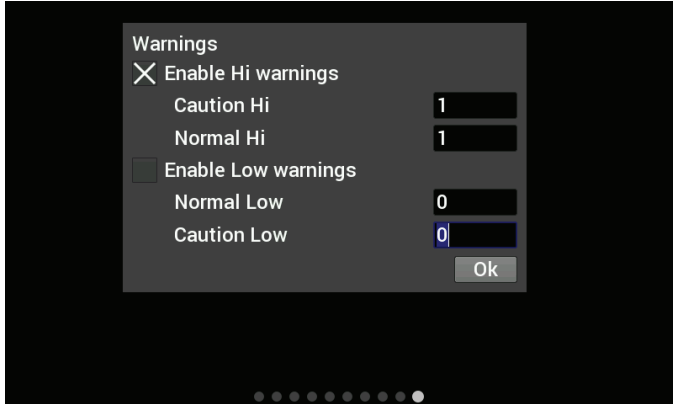 Warnings
Enable Hi warnings
Caution Hi 1
Normal Hi 1
Enable Low warnings
Normal Low 0
Caution Low 0
Ok